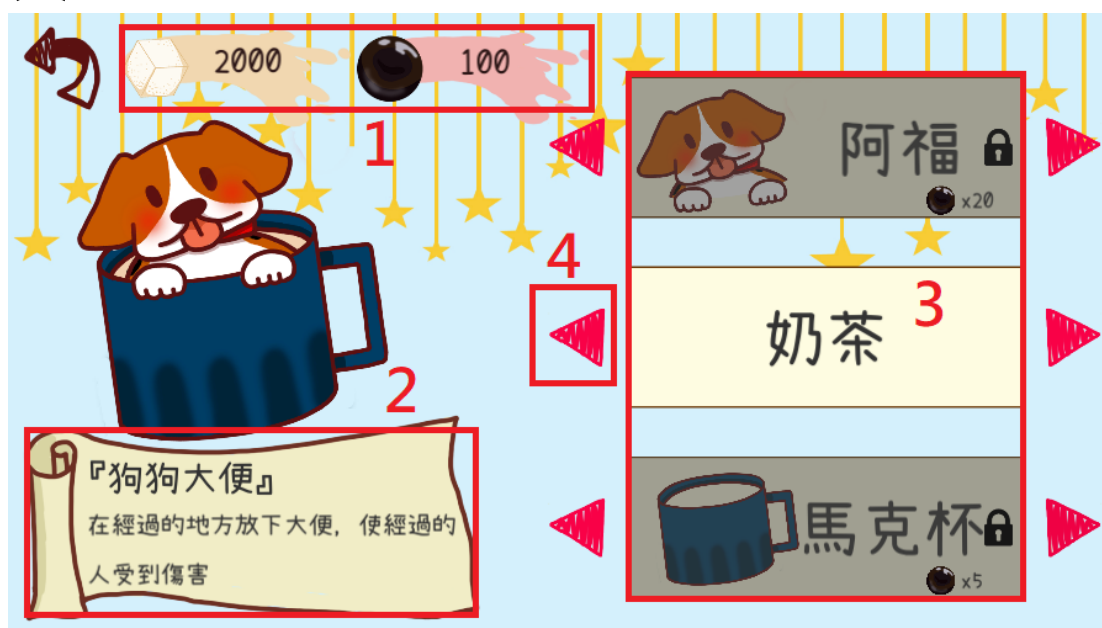 2000
100
1
阿福
x20
4
3
奶茶
2
『狗狗大便』
在經過的地方放下大便，使經過的
人受到傷害
馬克杯
x5